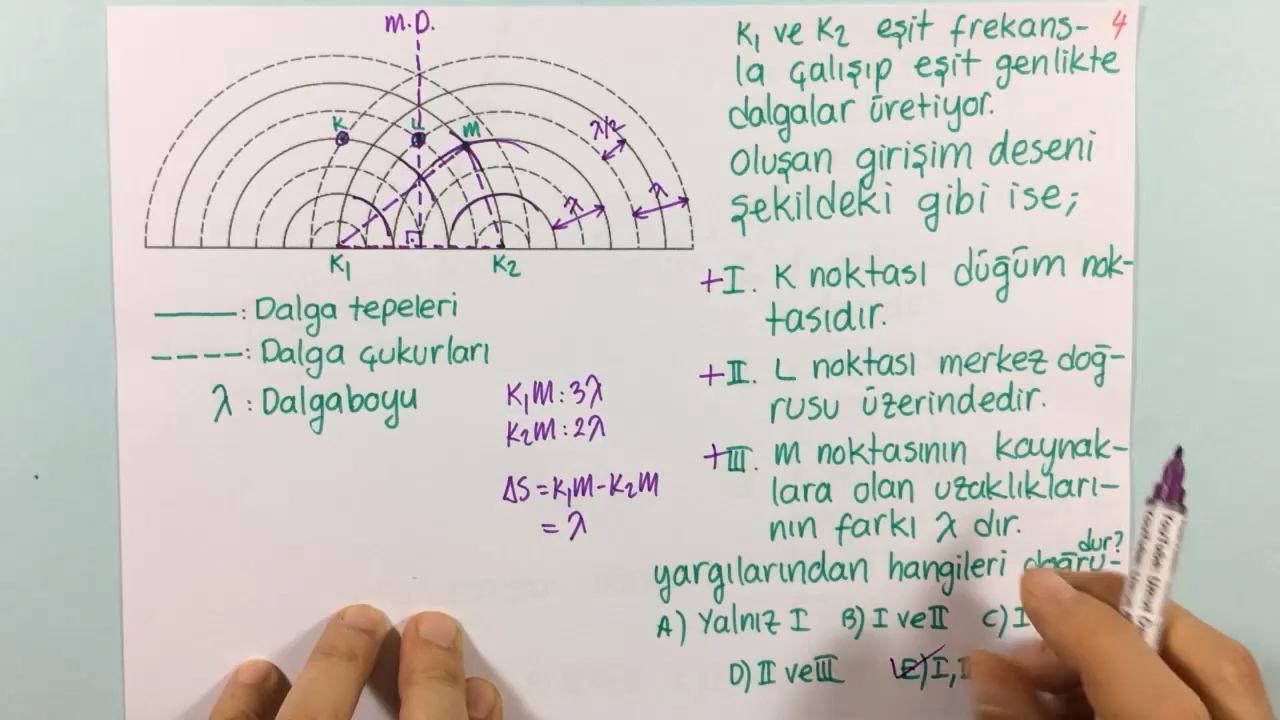 M.D.
K L M
λ/2
λ
λ
K₁ K₂
: Dalga tepeleri
: Dalga çukurları
λ : Dalgaboyu
K₁M : 3λ
K₂M : 2λ
ΔS = K₁M - K₂M
= λ
4
K₁ ve K₂ eşit frekans-
la çalışıp eşit genlikte
dalgalar üretiyor.
oluşan girişim deseni
şekildeki gibi ise;
+ I. K noktası düğüm nok-
tasıdır.
+ II. L noktası merkez doğ-
rusu üzerindedir.
+ III. M noktasının kaynak-
lara olan uzaklıkları-
nın farkı λ dır.
yargılarından hangileri doğru-
dur?
A) Yalnız I B) I ve II C) I
D) II ve III E) I,